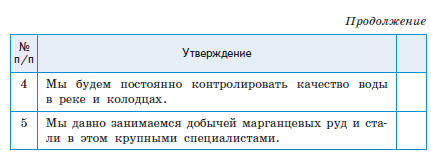 Продолжение
№
п/п
Утверждение
4
Мы будем постоянно контролировать качество воды
в реке и колодцах.
5
Мы давно занимаемся добычей марганцевых руд и ста-
ли в этом крупными специалистами.